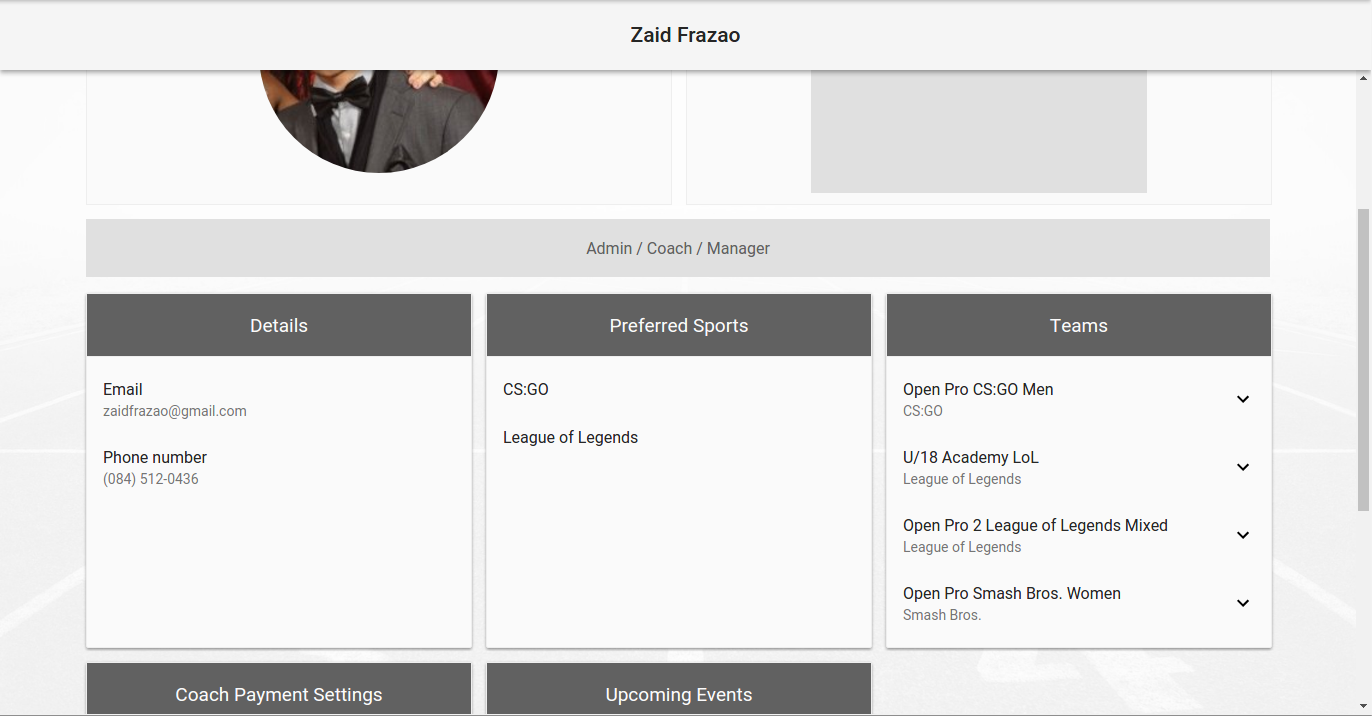 Zaid Frazao
Admin / Coach / Manager
Details
Email
zaidfrazao@gmail.com
Phone number
(084) 512-0436
Preferred Sports
CS:GO
League of Legends
Teams
Open Pro CS:GO Men
CS:GO
U/18 Academy LoL
League of Legends
Open Pro 2 League of Legends Mixed
League of Legends
Open Pro Smash Bros. Women
Smash Bros.
Coach Payment Settings
Upcoming Events